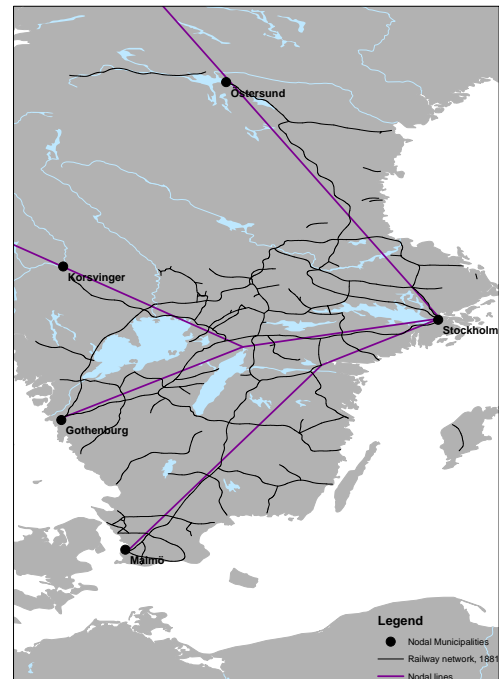 Östersund
Korsvinger
Stockholm
Gothenburg
Malmö
Legend
Nodal Municipalities
Railway network, 1881
Nodal lines